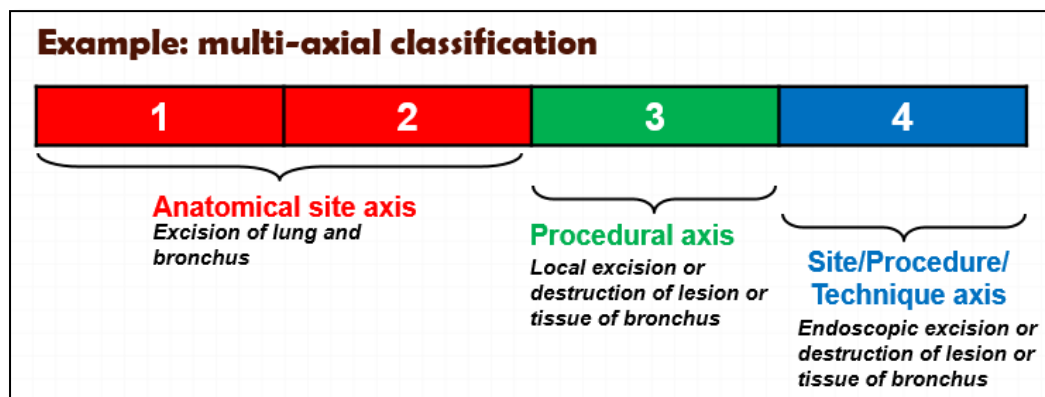 Example: multi-axial classification
1 2 3 4
Anatomical site axis
Excision of lung and
bronchus
Procedural axis
Local excision or
destruction of lesion or
tissue of bronchus
Site/Procedure/
Technique axis
Endoscopic excision or
destruction of lesion or
tissue of bronchus